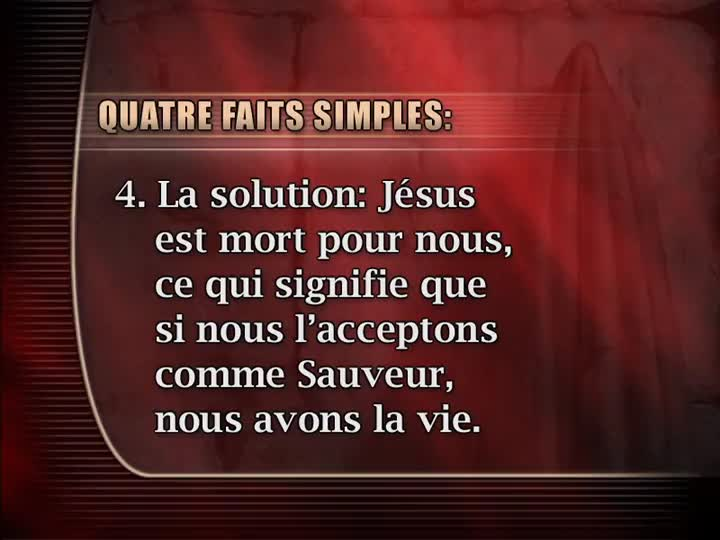 QUATRE FAITS SIMPLES:
4. La solution: Jésus
est mort pour nous,
ce qui signifie que
si nous l’acceptons
comme Sauveur,
nous avons la vie.